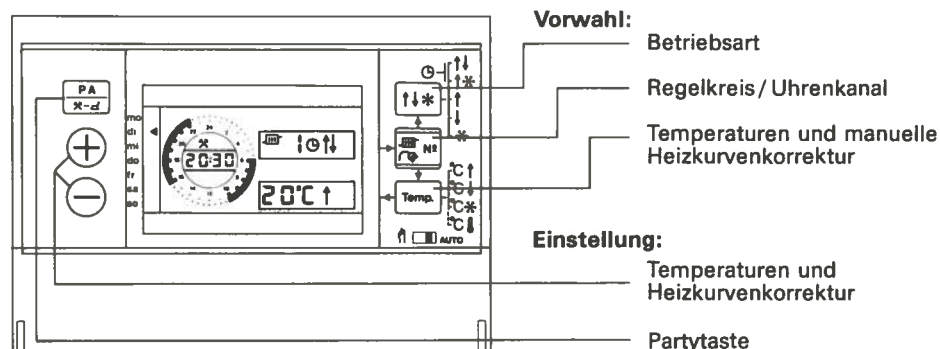 Vorwahl:
Betriebsart
Regelkreis/Uhrenkanal
Temperaturen und manuelle
Heizkurvenkorrektur
Einstellung:
Temperaturen und
Heizkurvenkorrektur
Partytaste
PA
mo
di
mi
do
fr
sa
so
20:30
20°C ↑
↑↓*
Nº
Temp.
°C ↑
°C ↓
°C *
°C
AUTO